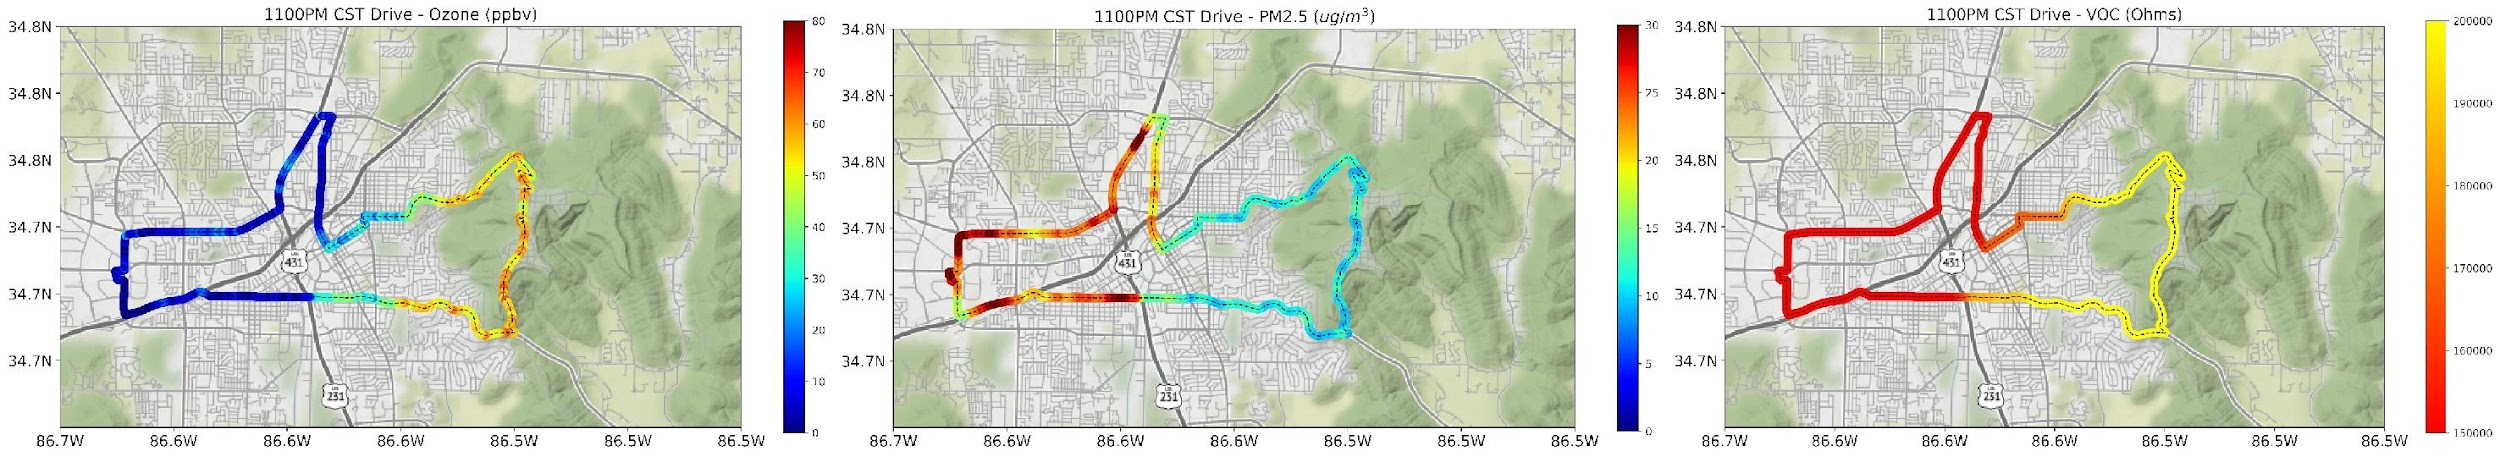 1100PM CST Drive - Ozone (ppbv)
34.8N
34.8N
34.8N
34.7N
34.7N
34.7N
86.7W
86.6W
86.6W
86.6W
86.5W
86.5W
86.5W
431
231
80
70
60
50
40
30
20
10
0
1100PM CST Drive - PM2.5 (ug/m³)
34.8N
34.8N
34.8N
34.7N
34.7N
34.7N
86.7W
86.6W
86.6W
86.6W
86.5W
86.5W
86.5W
431
231
30
25
20
15
10
5
0
1100PM CST Drive - VOC (Ohms)
34.8N
34.8N
34.8N
34.7N
34.7N
34.7N
86.7W
86.6W
86.6W
86.6W
86.5W
86.5W
86.5W
431
231
200000
190000
180000
170000
160000
150000